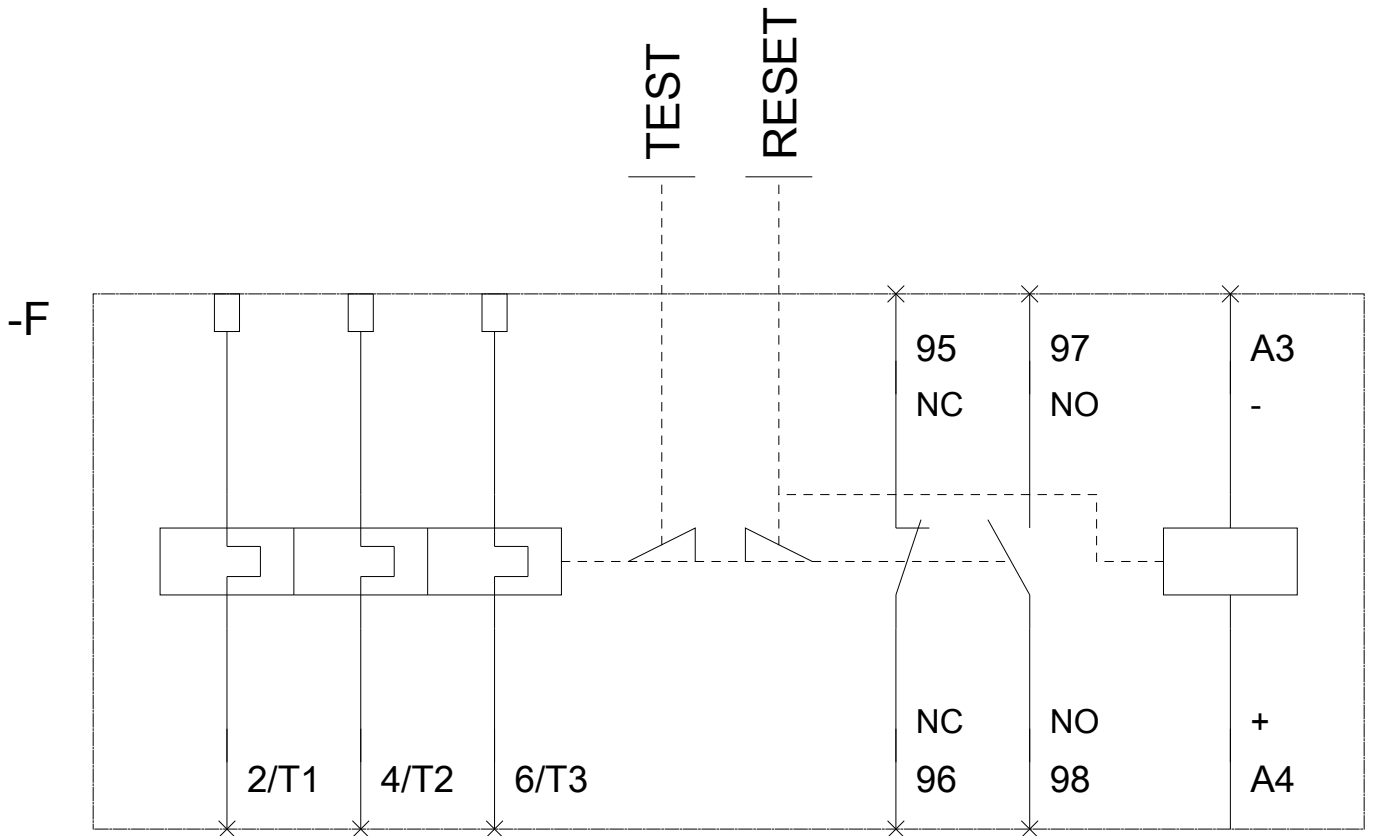 TEST
RESET
-F
95 97 A3
NC NO -
NC NO +
2/T1 4/T2 6/T3 96 98 A4